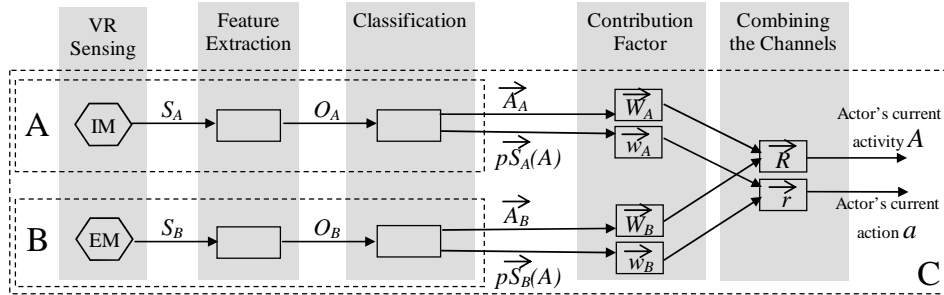 VR
Sensing
Feature
Extraction
Classification
Contribution
Factor
Combining
the Channels
A
IM
S_A
O_A
A_A
pS_A(A)
W_A
w_A
R
Actor's current
activity A
B
EM
S_B
O_B
A_B
pS_B(A)
W_B
w_B
r
Actor's current
action a
C